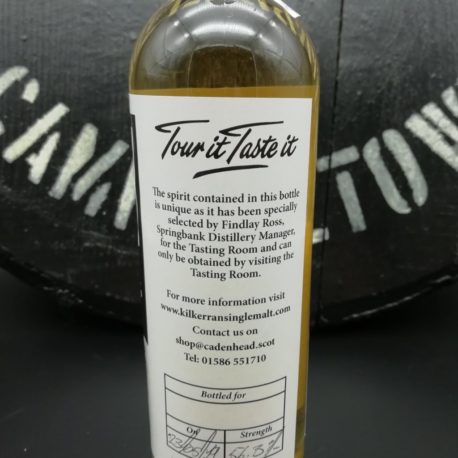 CAM
TOW
Tour it Taste it
The spirit contained in this bottle
is unique as it has been specially
selected by Findlay Ross,
Springbank Distillery Manager,
for the Tasting Room and can
only be obtained by visiting the
Tasting Room.
For more information visit
www.kilkerransinglemalt.com
Contact us on
shop@cadenhead.scot
Tel: 01586 551710
Bottled for
On
Strength